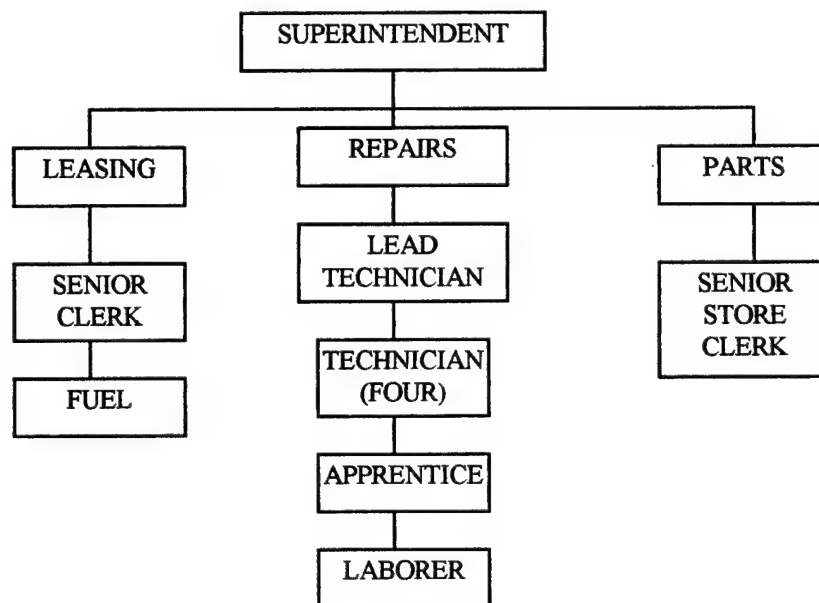 SUPERINTENDENT
LEASING
REPAIRS
PARTS
SENIOR
CLERK
FUEL
LEAD
TECHNICIAN
TECHNICIAN
(FOUR)
APPRENTICE
LABORER
SENIOR
STORE
CLERK